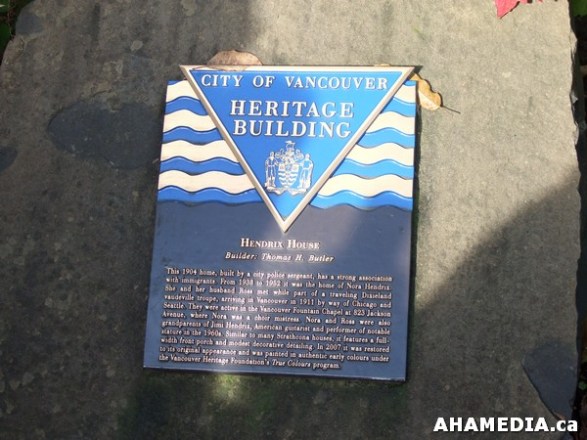 CITY OF VANCOUVER
HERITAGE
BUILDING
HENDRIX HOUSE
Builder: Thomas H. Butler
This 1904 home, built by a city police sergeant, has a strong association
with immigrants. From 1938 to 1952 it was the home of Nora Hendrix.
She and her husband Ross met while part of a traveling Dixieland
vaudeville troupe, arriving in Vancouver in 1911 by way of Chicago and
Seattle. They were active in the Vancouver Fountain Chapel at 823 Jackson
Avenue, where Nora was a choir mistress. Nora and Ross were also
grandparents of Jimi Hendrix, American guitarist and performer of notable
stature in the 1960s. Similar to many Strathcona houses, it features a full-
width front porch and modest decorative detailing. In 2007 it was restored
to its original appearance and was painted in authentic early colours under
the Vancouver Heritage Foundation's True Colours program.
AHAMEDIA.ca